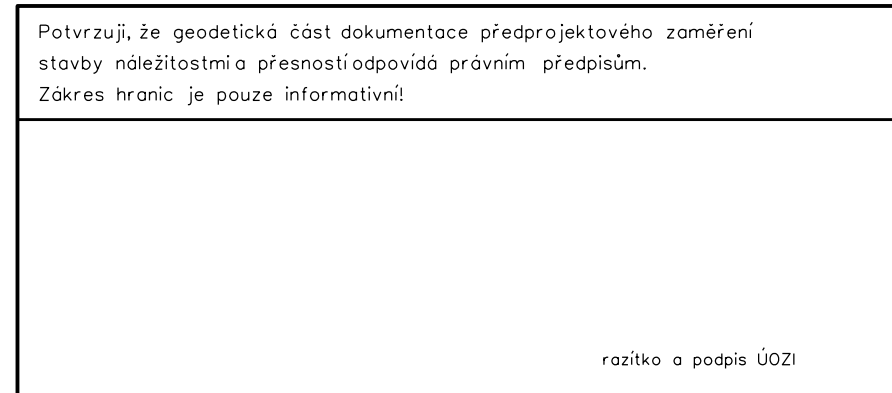 Potvrzuji, že geodetická část dokumentace předprojektového zaměření
stavby náležitostmi a přesností odpovídá právním předpisům.
Zákres hranic je pouze informativní!
razítko a podpis ÚOZI